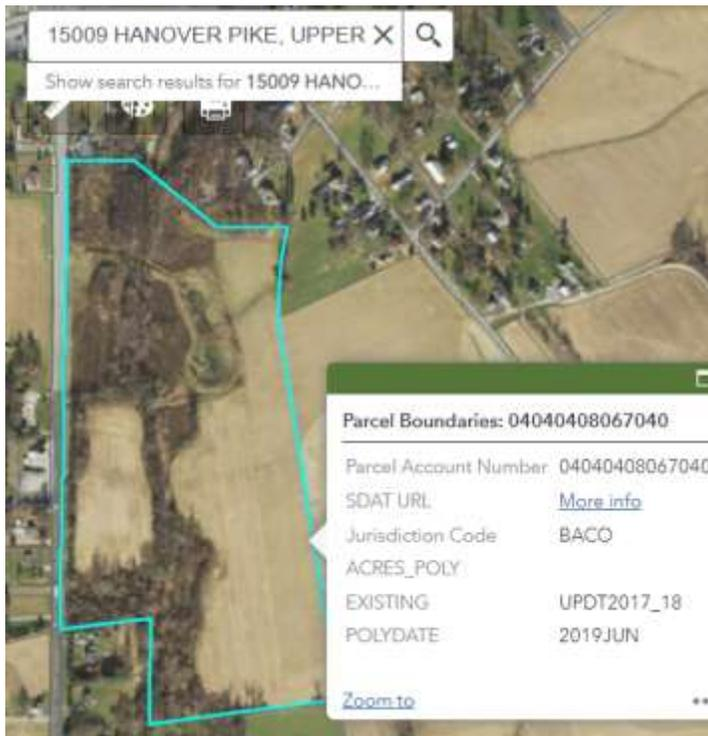 15009 HANOVER PIKE, UPPER
Show search results for 15009 HANO...
Parcel Boundaries: 04040408067040
Parcel Account Number 04040408067040
SDAT URL More info
Jurisdiction Code BACO
ACRES_POLY
EXISTING UPDT2017_18
POLYDATE 2019JUN
Zoom to